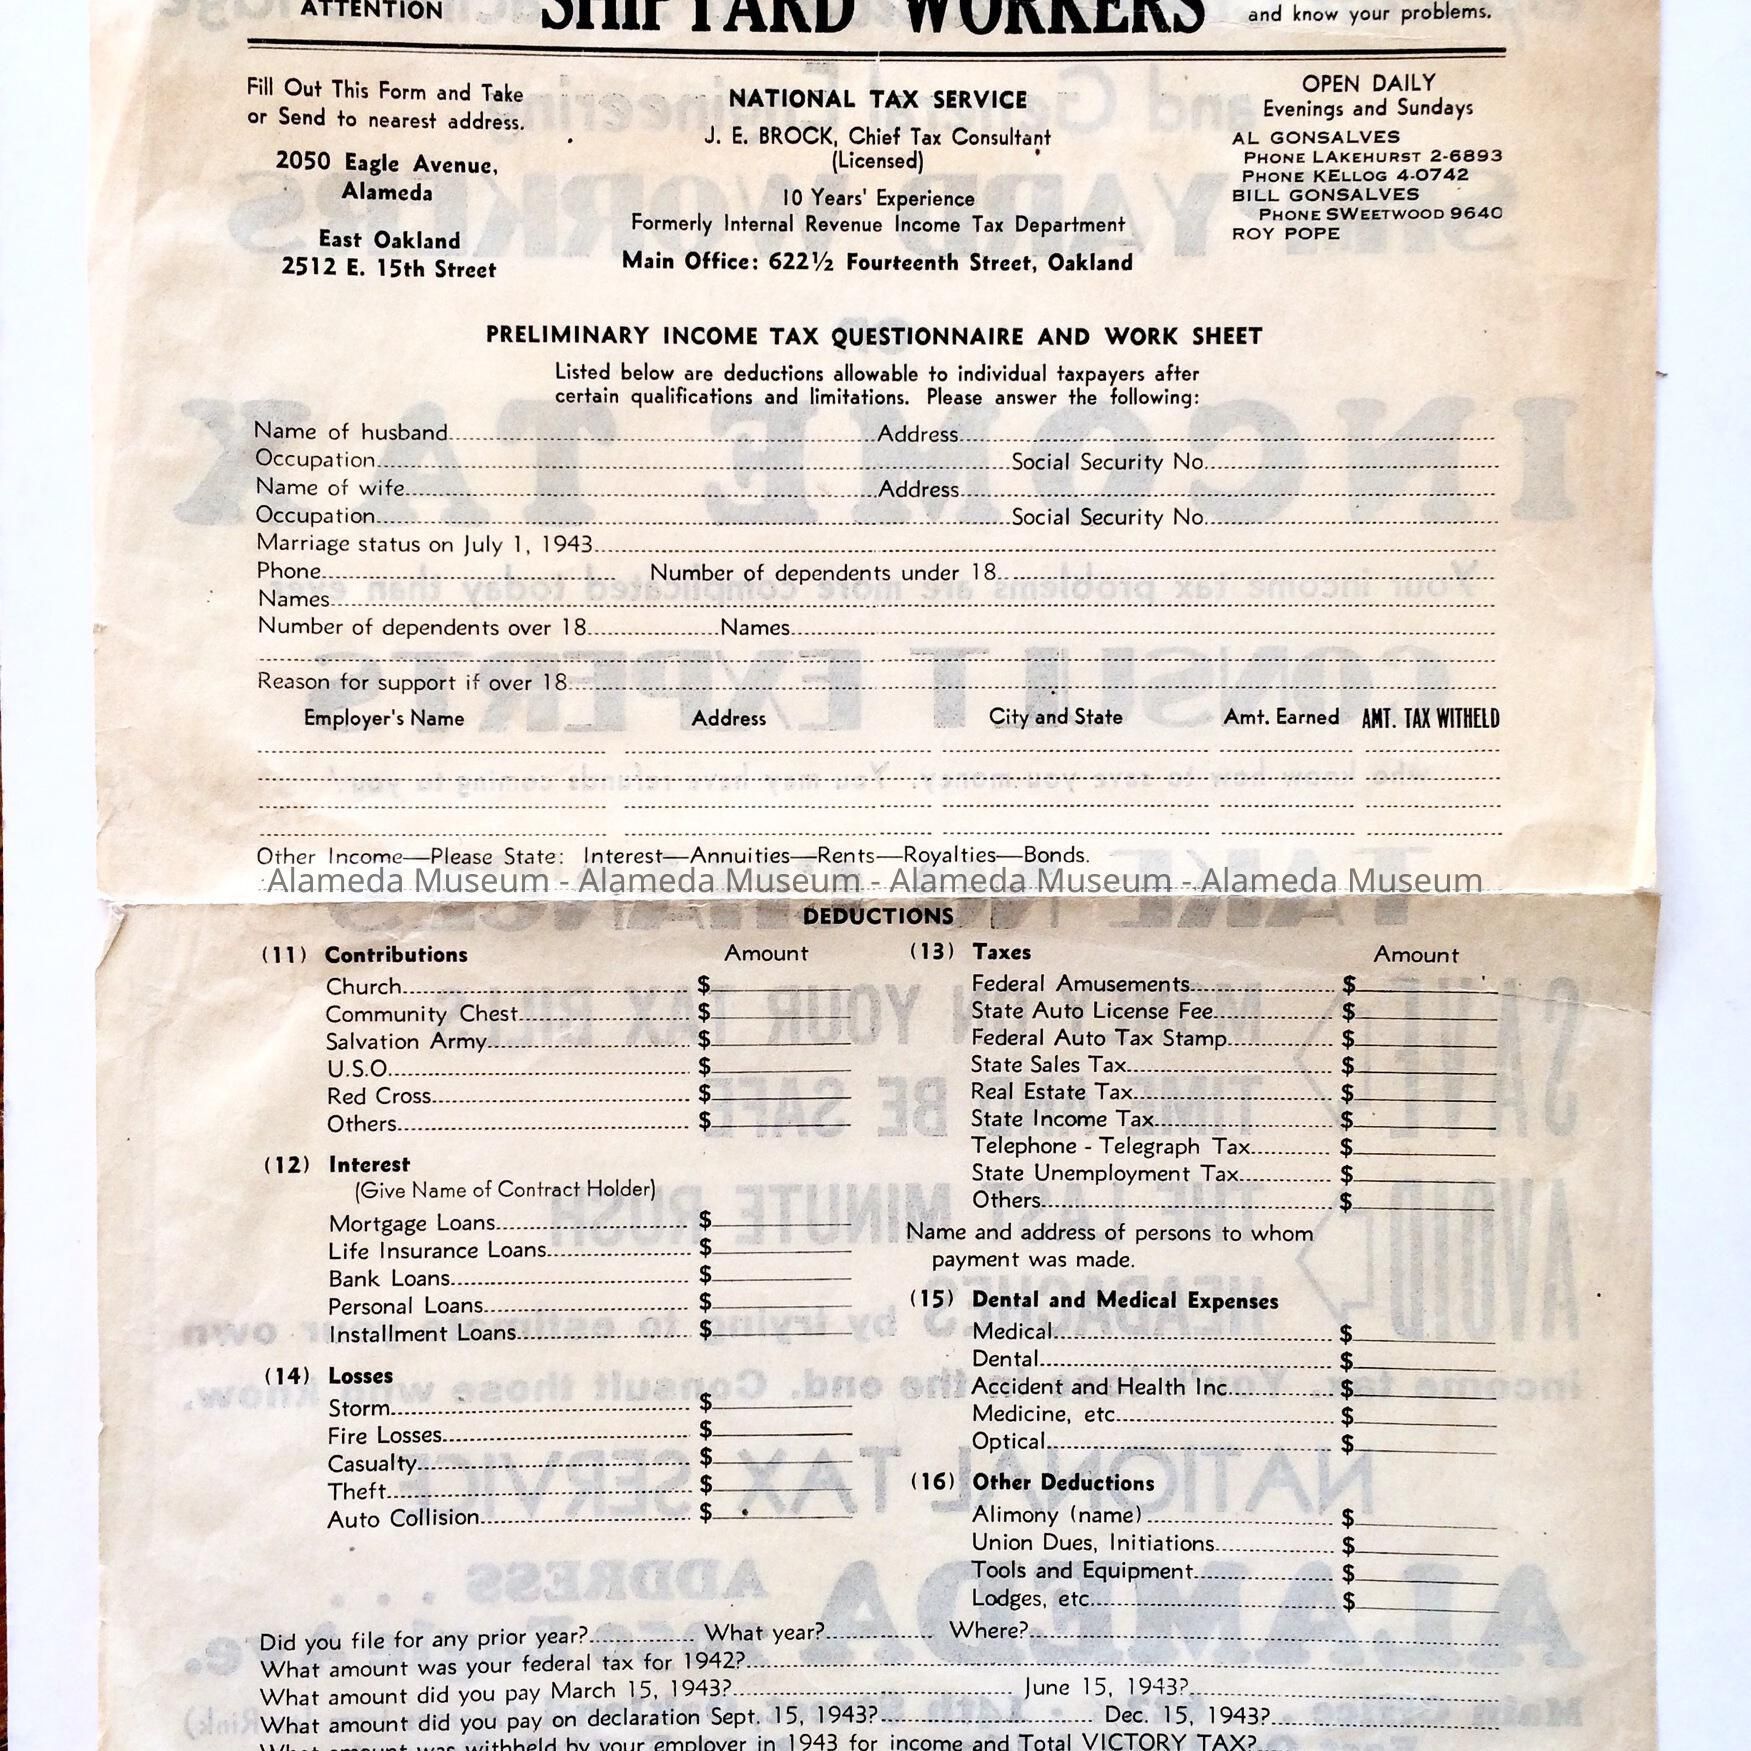 ATTENTION SHIPYARD WORKERS and know your problems.
Fill Out This Form and Take
or Send to nearest address.
2050 Eagle Avenue,
Alameda
East Oakland
2512 E. 15th Street
NATIONAL TAX SERVICE
J. E. BROCK, Chief Tax Consultant
(Licensed)
10 Years' Experience
Formerly Internal Revenue Income Tax Department
Main Office: 622½ Fourteenth Street, Oakland
OPEN DAILY
Evenings and Sundays
AL GONSALVES
PHONE LAKEHURST 2-6893
PHONE KELLOG 4-0742
BILL GONSALVES
PHONE SWEETWOOD 9640
ROY POPE
PRELIMINARY INCOME TAX QUESTIONNAIRE AND WORK SHEET
Listed below are deductions allowable to individual taxpayers after
certain qualifications and limitations. Please answer the following:
Name of husband Address
Occupation Social Security No.
Name of wife Address
Occupation Social Security No.
Marriage status on July 1, 1943
Phone Number of dependents under 18
Names
Number of dependents over 18 Names
Reason for support if over 18
Employer's Name Address City and State Amt. Earned AMT. TAX WITHELD
Other Income—Please State: Interest—Annuities—Rents—Royalties—Bonds.
Alameda Museum - Alameda Museum - Alameda Museum - Alameda Museum
DEDUCTIONS
(11) Contributions Amount
Church $
Community Chest $
Salvation Army $
U.S.O. $
Red Cross $
Others $
(12) Interest
(Give Name of Contract Holder)
Mortgage Loans $
Life Insurance Loans $
Bank Loans $
Personal Loans $
Installment Loans $
(14) Losses
Storm $
Fire Losses $
Casualty $
Theft $
Auto Collision $
(13) Taxes Amount
Federal Amusements $
State Auto License Fee $
Federal Auto Tax Stamp $
State Sales Tax $
Real Estate Tax $
State Income Tax $
Telephone - Telegraph Tax $
State Unemployment Tax $
Others $
Name and address of persons to whom
payment was made.
(15) Dental and Medical Expenses
Medical $
Dental $
Accident and Health Inc. $
Medicine, etc. $
Optical $
(16) Other Deductions
Alimony (name) $
Union Dues, Initiations $
Tools and Equipment $
Lodges, etc. $
Did you file for any prior year? What year? Where?
What amount was your federal tax for 1942?
What amount did you pay March 15, 1943? June 15, 1943?
What amount did you pay on declaration Sept. 15, 1943? Dec. 15, 1943?
What amount was withheld by your employer in 1943 for income and Total VICTORY TAX?